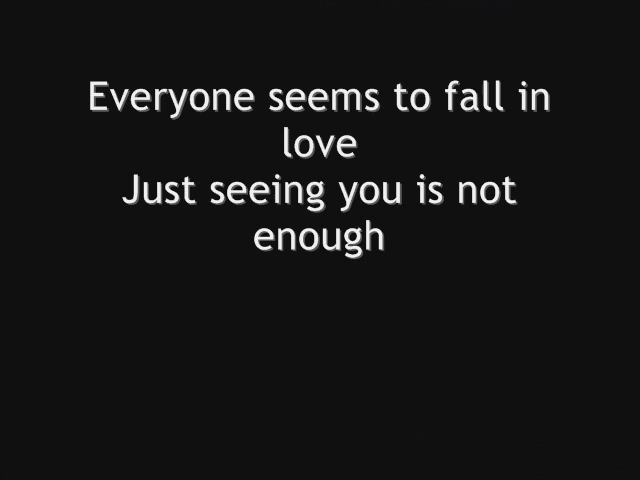 Everyone seems to fall in
love
Just seeing you is not
enough